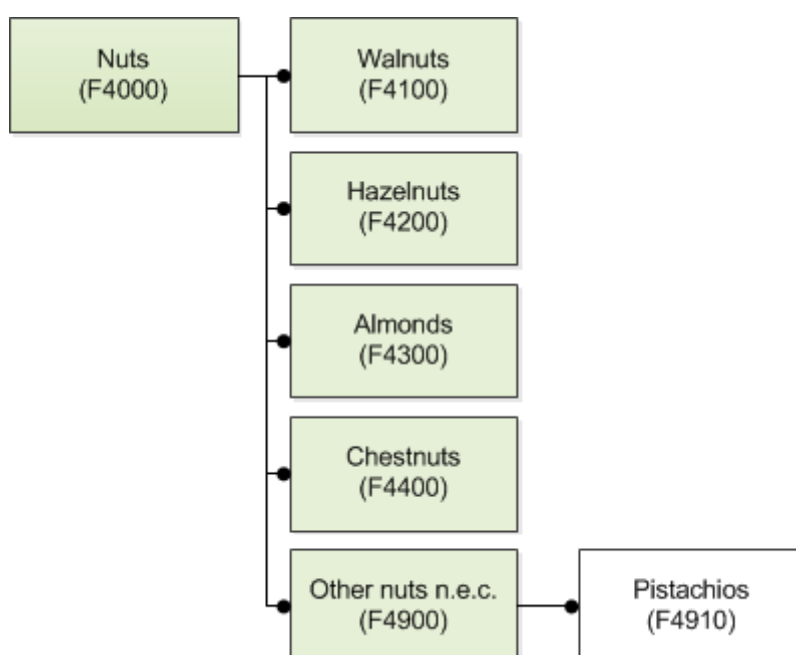 Nuts
(F4000)
Walnuts
(F4100)
Hazelnuts
(F4200)
Almonds
(F4300)
Chestnuts
(F4400)
Other nuts n.e.c.
(F4900)
Pistachios
(F4910)